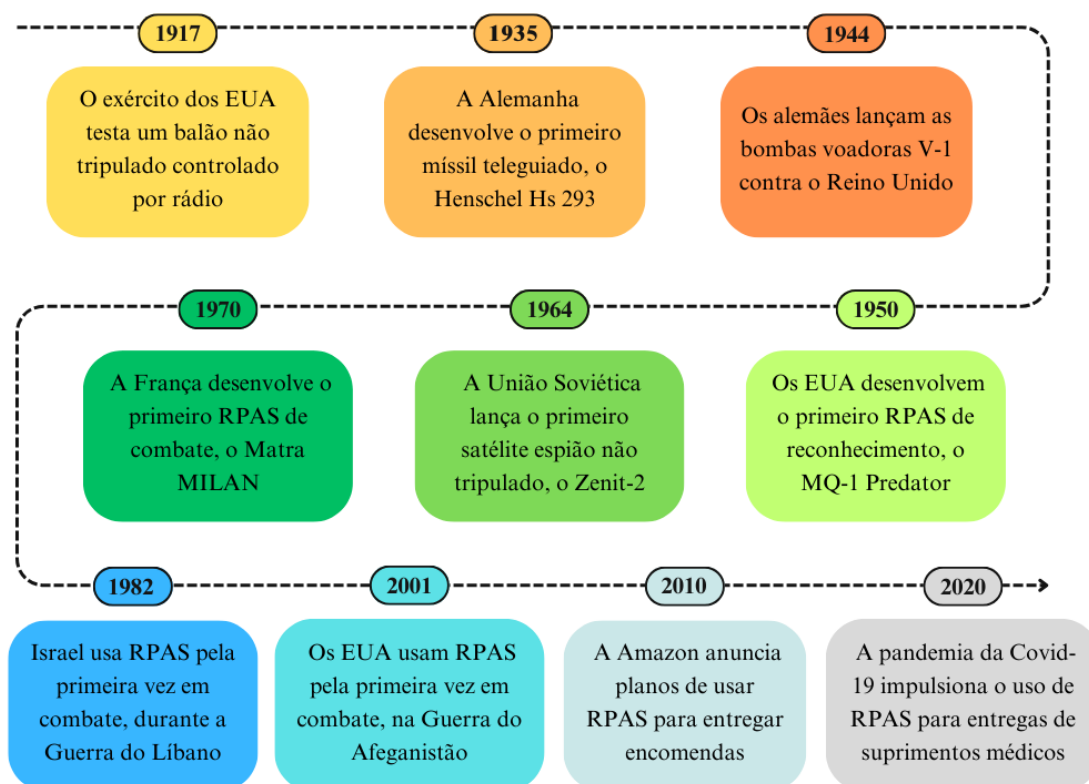 1917
O exército dos EUA
testa um balão não
tripulado controlado
por rádio
1935
A Alemanha
desenvolve o primeiro
míssil teleguiado, o
Henschel Hs 293
1944
Os alemães lançam as
bombas voadoras V-1
contra o Reino Unido
1950
Os EUA desenvolvem
o primeiro RPAS de
reconhecimento, o
MQ-1 Predator
1964
A União Soviética
lança o primeiro
satélite espião não
tripulado, o Zenit-2
1970
A França desenvolve o
primeiro RPAS de
combate, o Matra
MILAN
1982
Israel usa RPAS pela
primeira vez em
combate, durante a
Guerra do Líbano
2001
Os EUA usam RPAS
pela primeira vez em
combate, na Guerra do
Afeganistão
2010
A Amazon anuncia
planos de usar
RPAS para entregar
encomendas
2020
A pandemia da Covid-
19 impulsiona o uso de
RPAS para entregas de
suprimentos médicos